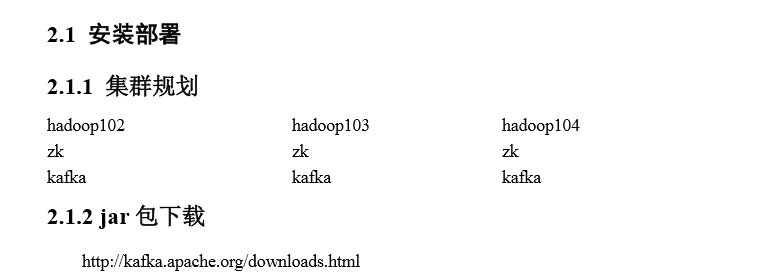 2.1 安装部署
2.1.1 集群规划
hadoop102 hadoop103 hadoop104
zk zk zk
kafka kafka kafka
2.1.2 jar 包下载
http://kafka.apache.org/downloads.html